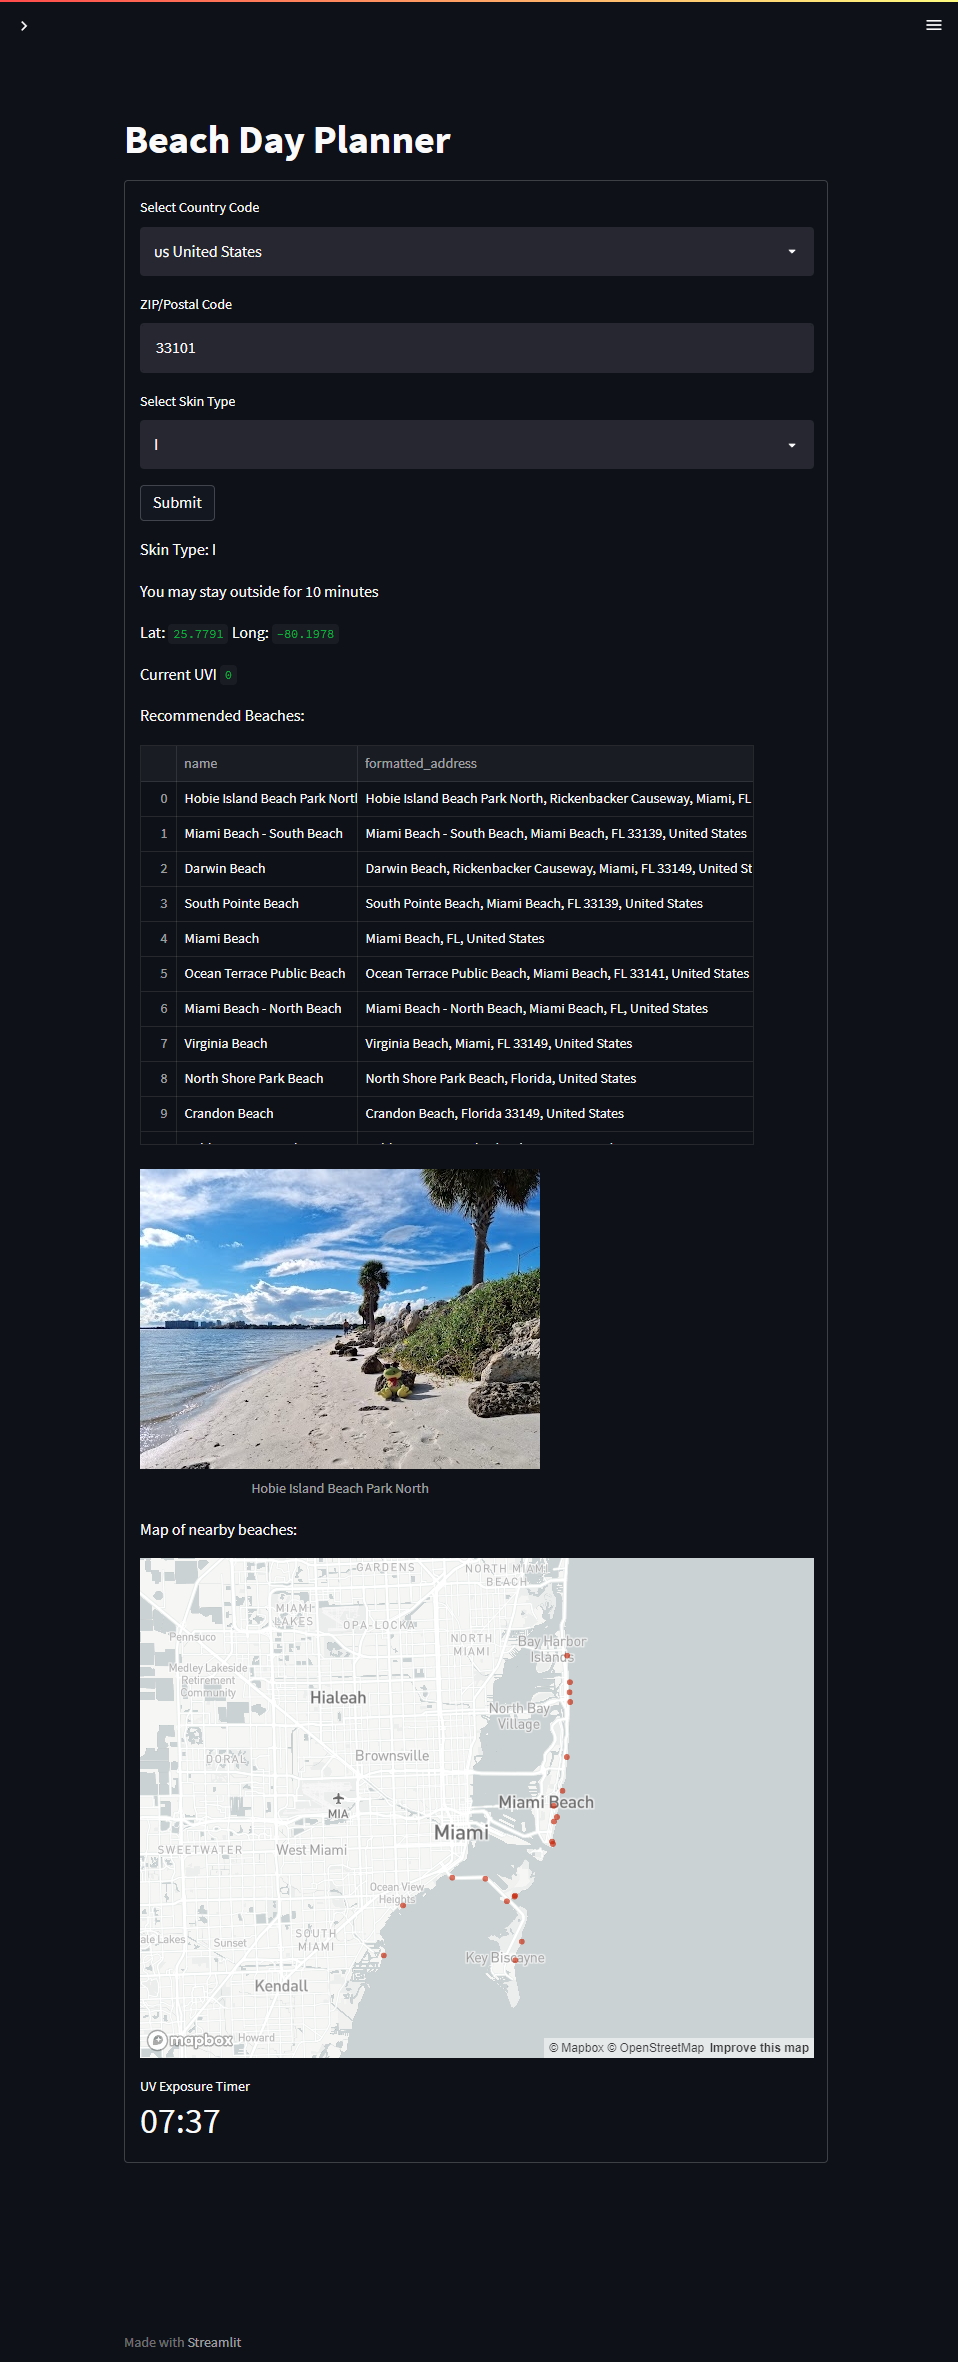 Beach Day Planner
Select Country Code
us United States
ZIP/Postal Code
33101
Select Skin Type
I
Submit
Skin Type: I
You may stay outside for 10 minutes
Lat: 25.7791 Long: -80.1978
Current UVI 0
Recommended Beaches:
name formatted_address
0 Hobie Island Beach Park North Hobie Island Beach Park North, Rickenbacker Causeway, Miami, FL
1 Miami Beach - South Beach Miami Beach - South Beach, Miami Beach, FL 33139, United States
2 Darwin Beach Darwin Beach, Rickenbacker Causeway, Miami, FL 33149, United St
3 South Pointe Beach South Pointe Beach, Miami Beach, FL 33139, United States
4 Miami Beach Miami Beach, FL, United States
5 Ocean Terrace Public Beach Ocean Terrace Public Beach, Miami Beach, FL 33141, United States
6 Miami Beach - North Beach Miami Beach - North Beach, Miami Beach, FL, United States
7 Virginia Beach Virginia Beach, Miami, FL 33149, United States
8 North Shore Park Beach North Shore Park Beach, Florida, United States
9 Crandon Beach Crandon Beach, Florida 33149, United States
Hobie Island Beach Park North
Map of nearby beaches:
GARDENS
NORTH MIAMI
BEACH
MIAMI
LAKES
OPA-LOCKA
Pennsuco
NORTH
MIAMI
Bay Harbor
Islands
Medley Lakeside
Retirement
Community
Hialeah
North Bay
Village
DORAL
Brownsville
MIA
Miami Beach
Miami
SWEETWATER
West Miami
Ocean View
Heights
SOUTH
MIAMI
ale Lakes
Sunset
Key Biscayne
Kendall
Howard
mapbox
© Mapbox © OpenStreetMap Improve this map
UV Exposure Timer
07:37
Made with Streamlit